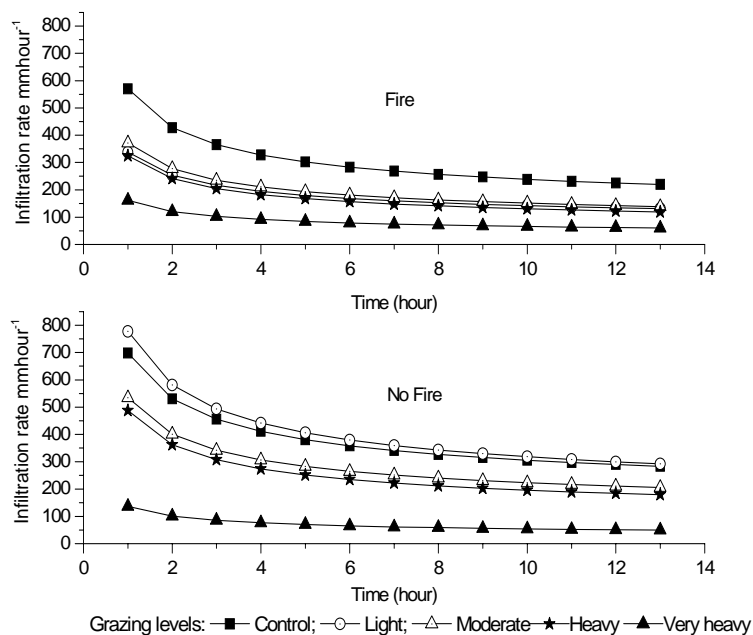 800
700
600
500
400
300
200
100
0
Infiltration rate mmhour-1
Fire
0 2 4 6 8 10 12 14
Time (hour)
800
700
600
500
400
300
200
100
0
Infiltration rate mmhour-1
No Fire
0 2 4 6 8 10 12 14
Time (hour)
Grazing levels: Control; Light; Moderate Heavy Very heavy